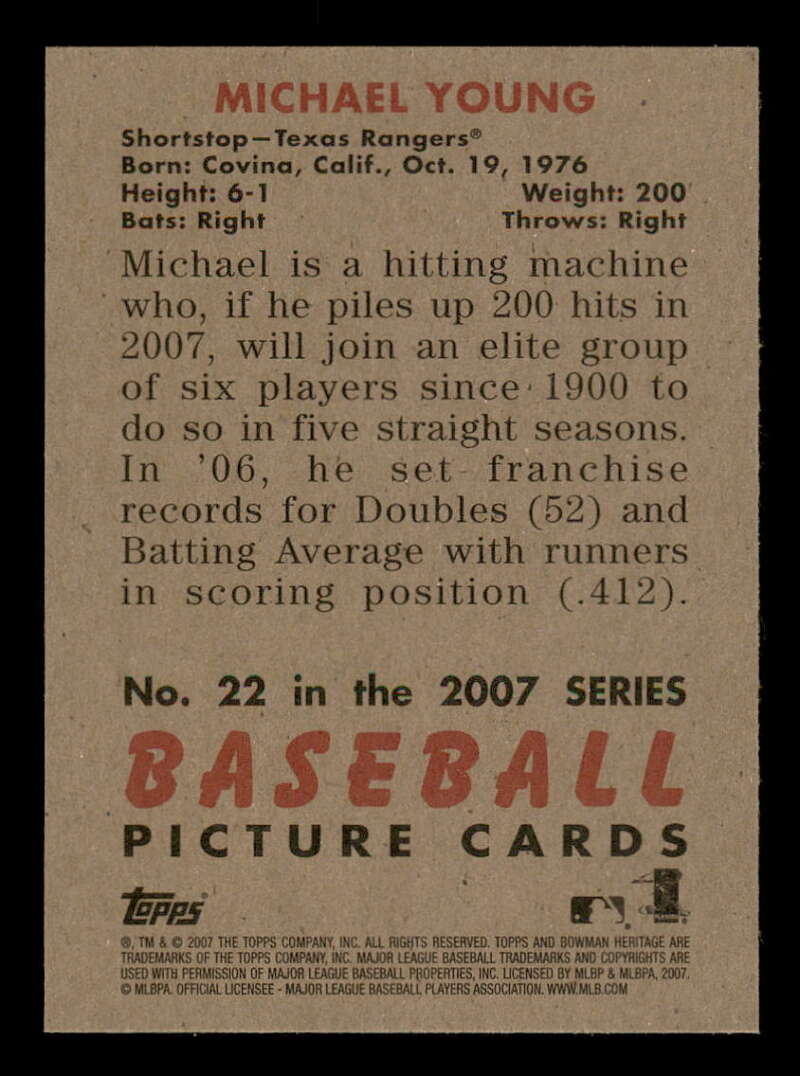 MICHAEL YOUNG
Shortstop—Texas Rangers®
Born: Covina, Calif., Oct. 19, 1976
Height: 6-1 Weight: 200
Bats: Right Throws: Right
Michael is a hitting machine
who, if he piles up 200 hits in
2007, will join an elite group
of six players since 1900 to
do so in five straight seasons.
In '06, he set franchise
records for Doubles (52) and
Batting Average with runners
in scoring position (.412).
No. 22 in the 2007 SERIES
BASEBALL
PICTURE CARDS
Topps
®, TM & © 2007 THE TOPPS COMPANY, INC. ALL RIGHTS RESERVED. TOPPS AND BOWMAN HERITAGE ARE
TRADEMARKS OF THE TOPPS COMPANY, INC. MAJOR LEAGUE BASEBALL TRADEMARKS AND COPYRIGHTS ARE
USED WITH PERMISSION OF MAJOR LEAGUE BASEBALL PROPERTIES, INC. LICENSED BY MLBP & MLBPA, 2007.
© MLBPA. OFFICIAL LICENSEE - MAJOR LEAGUE BASEBALL PLAYERS ASSOCIATION. WWW.MLB.COM